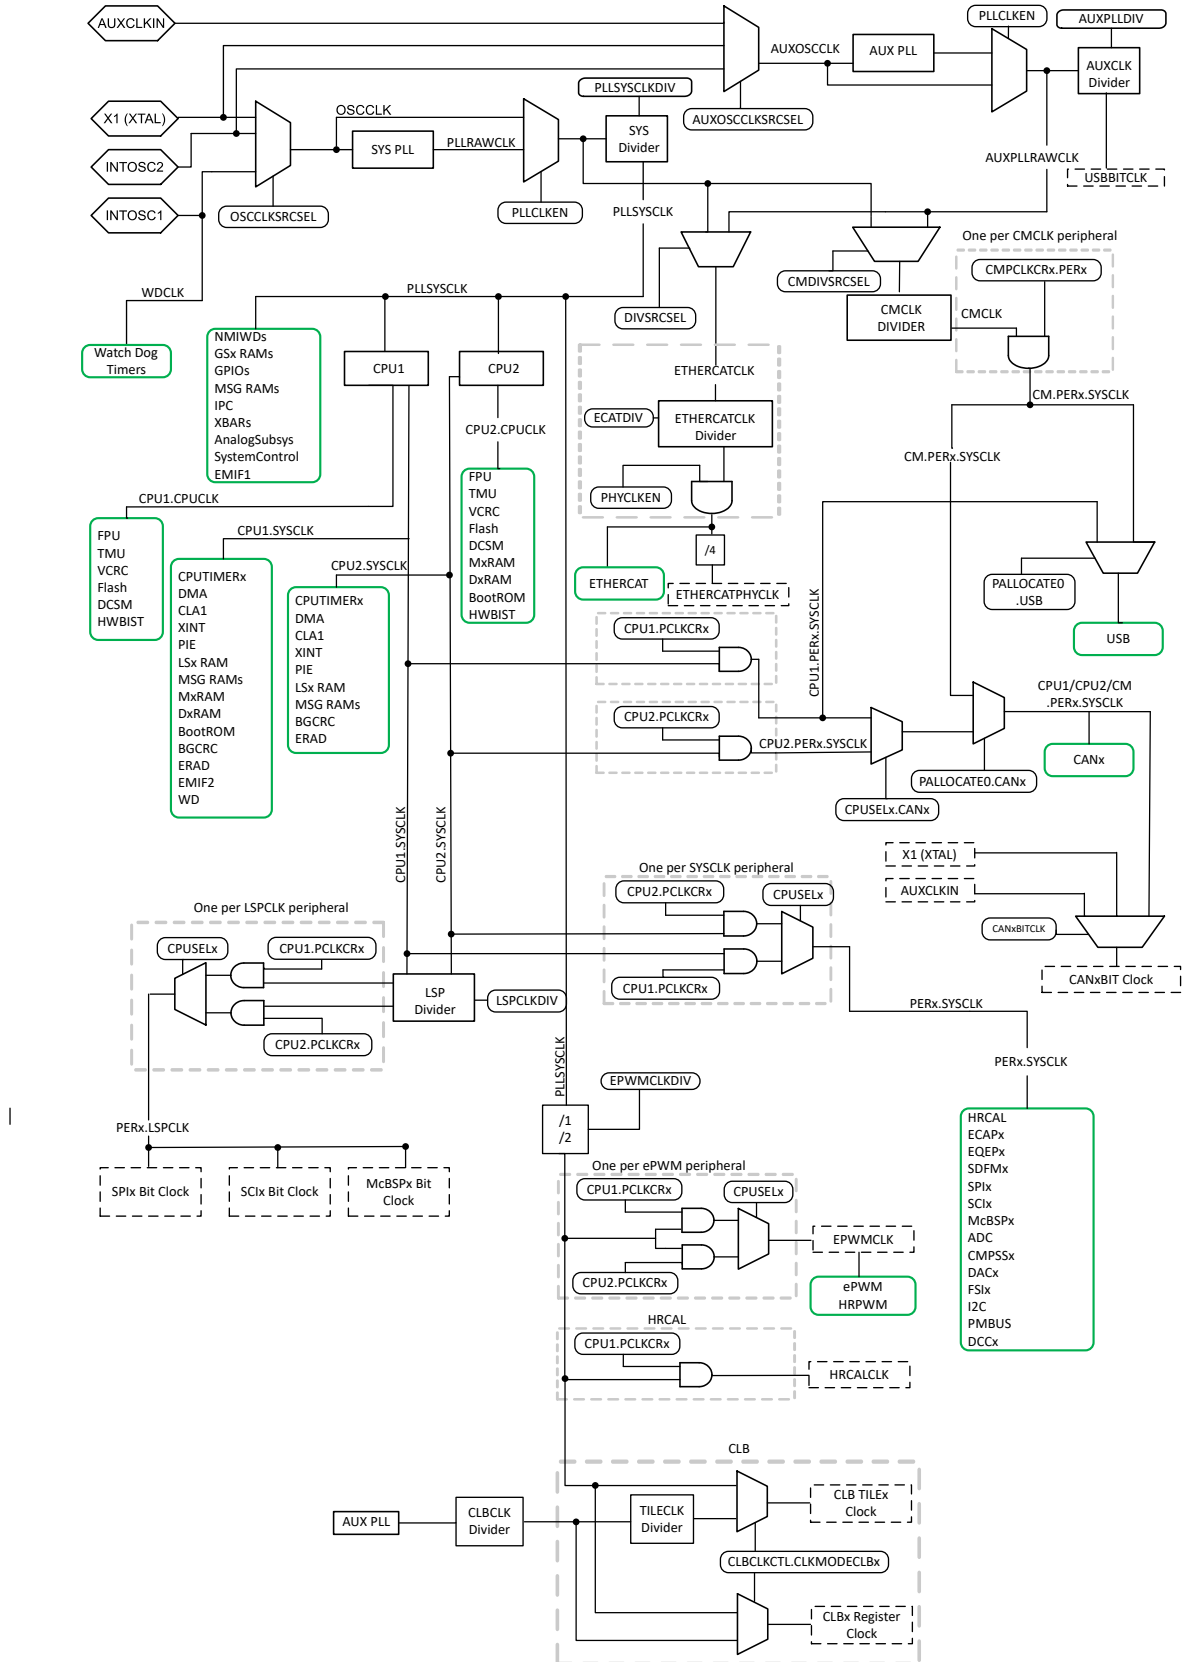 AUXCLKIN
PLLCLKEN
AUXPLLDIV
AUXOSCCLK
AUX PLL
AUXCLK
Divider
PLLSYSCLKDIV
X1 (XTAL)
OSCCLK
AUXOSCCLKSRCSEL
SYS
Divider
SYS PLL
PLLRAWCLK
INTOSC2
AUXPLLRAWCLK
USBBITCLK
INTOSC1
OSCCLKSRCSEL
PLLCLKEN
PLLSYSCLK
One per CMCLK peripheral
CMPCLKCRx.PERx
CMDIVSRCSEL
WDCLK
PLLSYSCLK
DIVSRCSEL
CMCLK
DIVIDER
CMCLK
NMIWDs
GSx RAMs
GPIOs
MSG RAMs
IPC
XBARs
AnalogSubsys
SystemControl
EMIF1
Watch Dog
Timers
CPU1
CPU2
ETHERCATCLK
CM.PERx.SYSCLK
ECATDIV
ETHERCATCLK
Divider
CPU2.CPUCLK
CM.PERx.SYSCLK
FPU
TMU
VCRC
Flash
DCSM
MxRAM
DxRAM
BootROM
HWBIST
PHYCLKEN
CPU1.CPUCLK
FPU
TMU
VCRC
Flash
DCSM
HWBIST
CPU1.SYSCLK
/4
CPU2.SYSCLK
CPUTIMERx
DMA
CLA1
XINT
PIE
LSx RAM
MSG RAMs
MxRAM
DxRAM
BootROM
BGCRC
ERAD
EMIF2
WD
CPUTIMERx
DMA
CLA1
XINT
PIE
LSx RAM
MSG RAMs
BGCRC
ERAD
ETHERCAT
ETHERCATPHYCLK
PALLOCATE0
.USB
USB
CPU1.PCLKCRx
CPU1.PERx.SYSCLK
CPU2.PCLKCRx
CPU2.PERx.SYSCLK
CPU1/CPU2/CM
.PERx.SYSCLK
CANx
PALLOCATE0.CANx
CPUSELx.CANx
CPU1.SYSCLK
CPU2.SYSCLK
X1 (XTAL)
AUXCLKIN
One per SYSCLK peripheral
CPU2.PCLKCRx
CPUSELx
One per LSPCLK peripheral
CPUSELx
CPU1.PCLKCRx
CANxBITCLK
CANxBIT Clock
CPU1.PCLKCRx
LSP
Divider
LSPCLKDIV
PERx.SYSCLK
CPU2.PCLKCRx
PLLSYSCLK
PERx.SYSCLK
EPWMCLKDIV
/1
/2
PERx.LSPCLK
HRCAL
ECAPx
EQEPx
SDFMx
SPIx
SCIx
McBSPx
ADC
CMPSSx
DACx
FSIx
I2C
PMBUS
DCCx
SPIx Bit Clock
SCIx Bit Clock
McBSPx Bit
Clock
One per ePWM peripheral
CPU1.PCLKCRx
CPUSELx
EPWMCLK
CPU2.PCLKCRx
ePWM
HRPWM
HRCAL
CPU1.PCLKCRx
HRCALCLK
CLB
CLB TILEx
Clock
AUX PLL
CLBCLK
Divider
TILECLK
Divider
CLBCLKCTL.CLKMODECLBx
CLBx Register
Clock